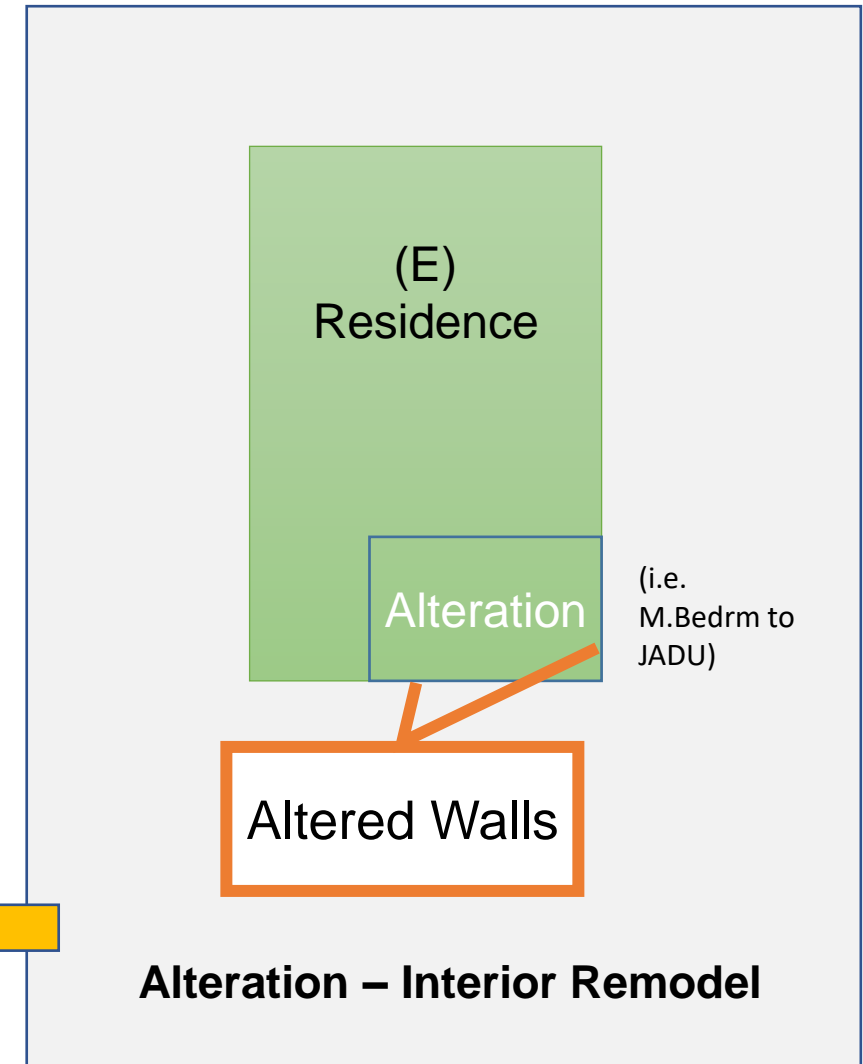 (E)
Residence
Alteration
(i.e.
M.Bedrm to
JADU)
Altered Walls
Alteration – Interior Remodel